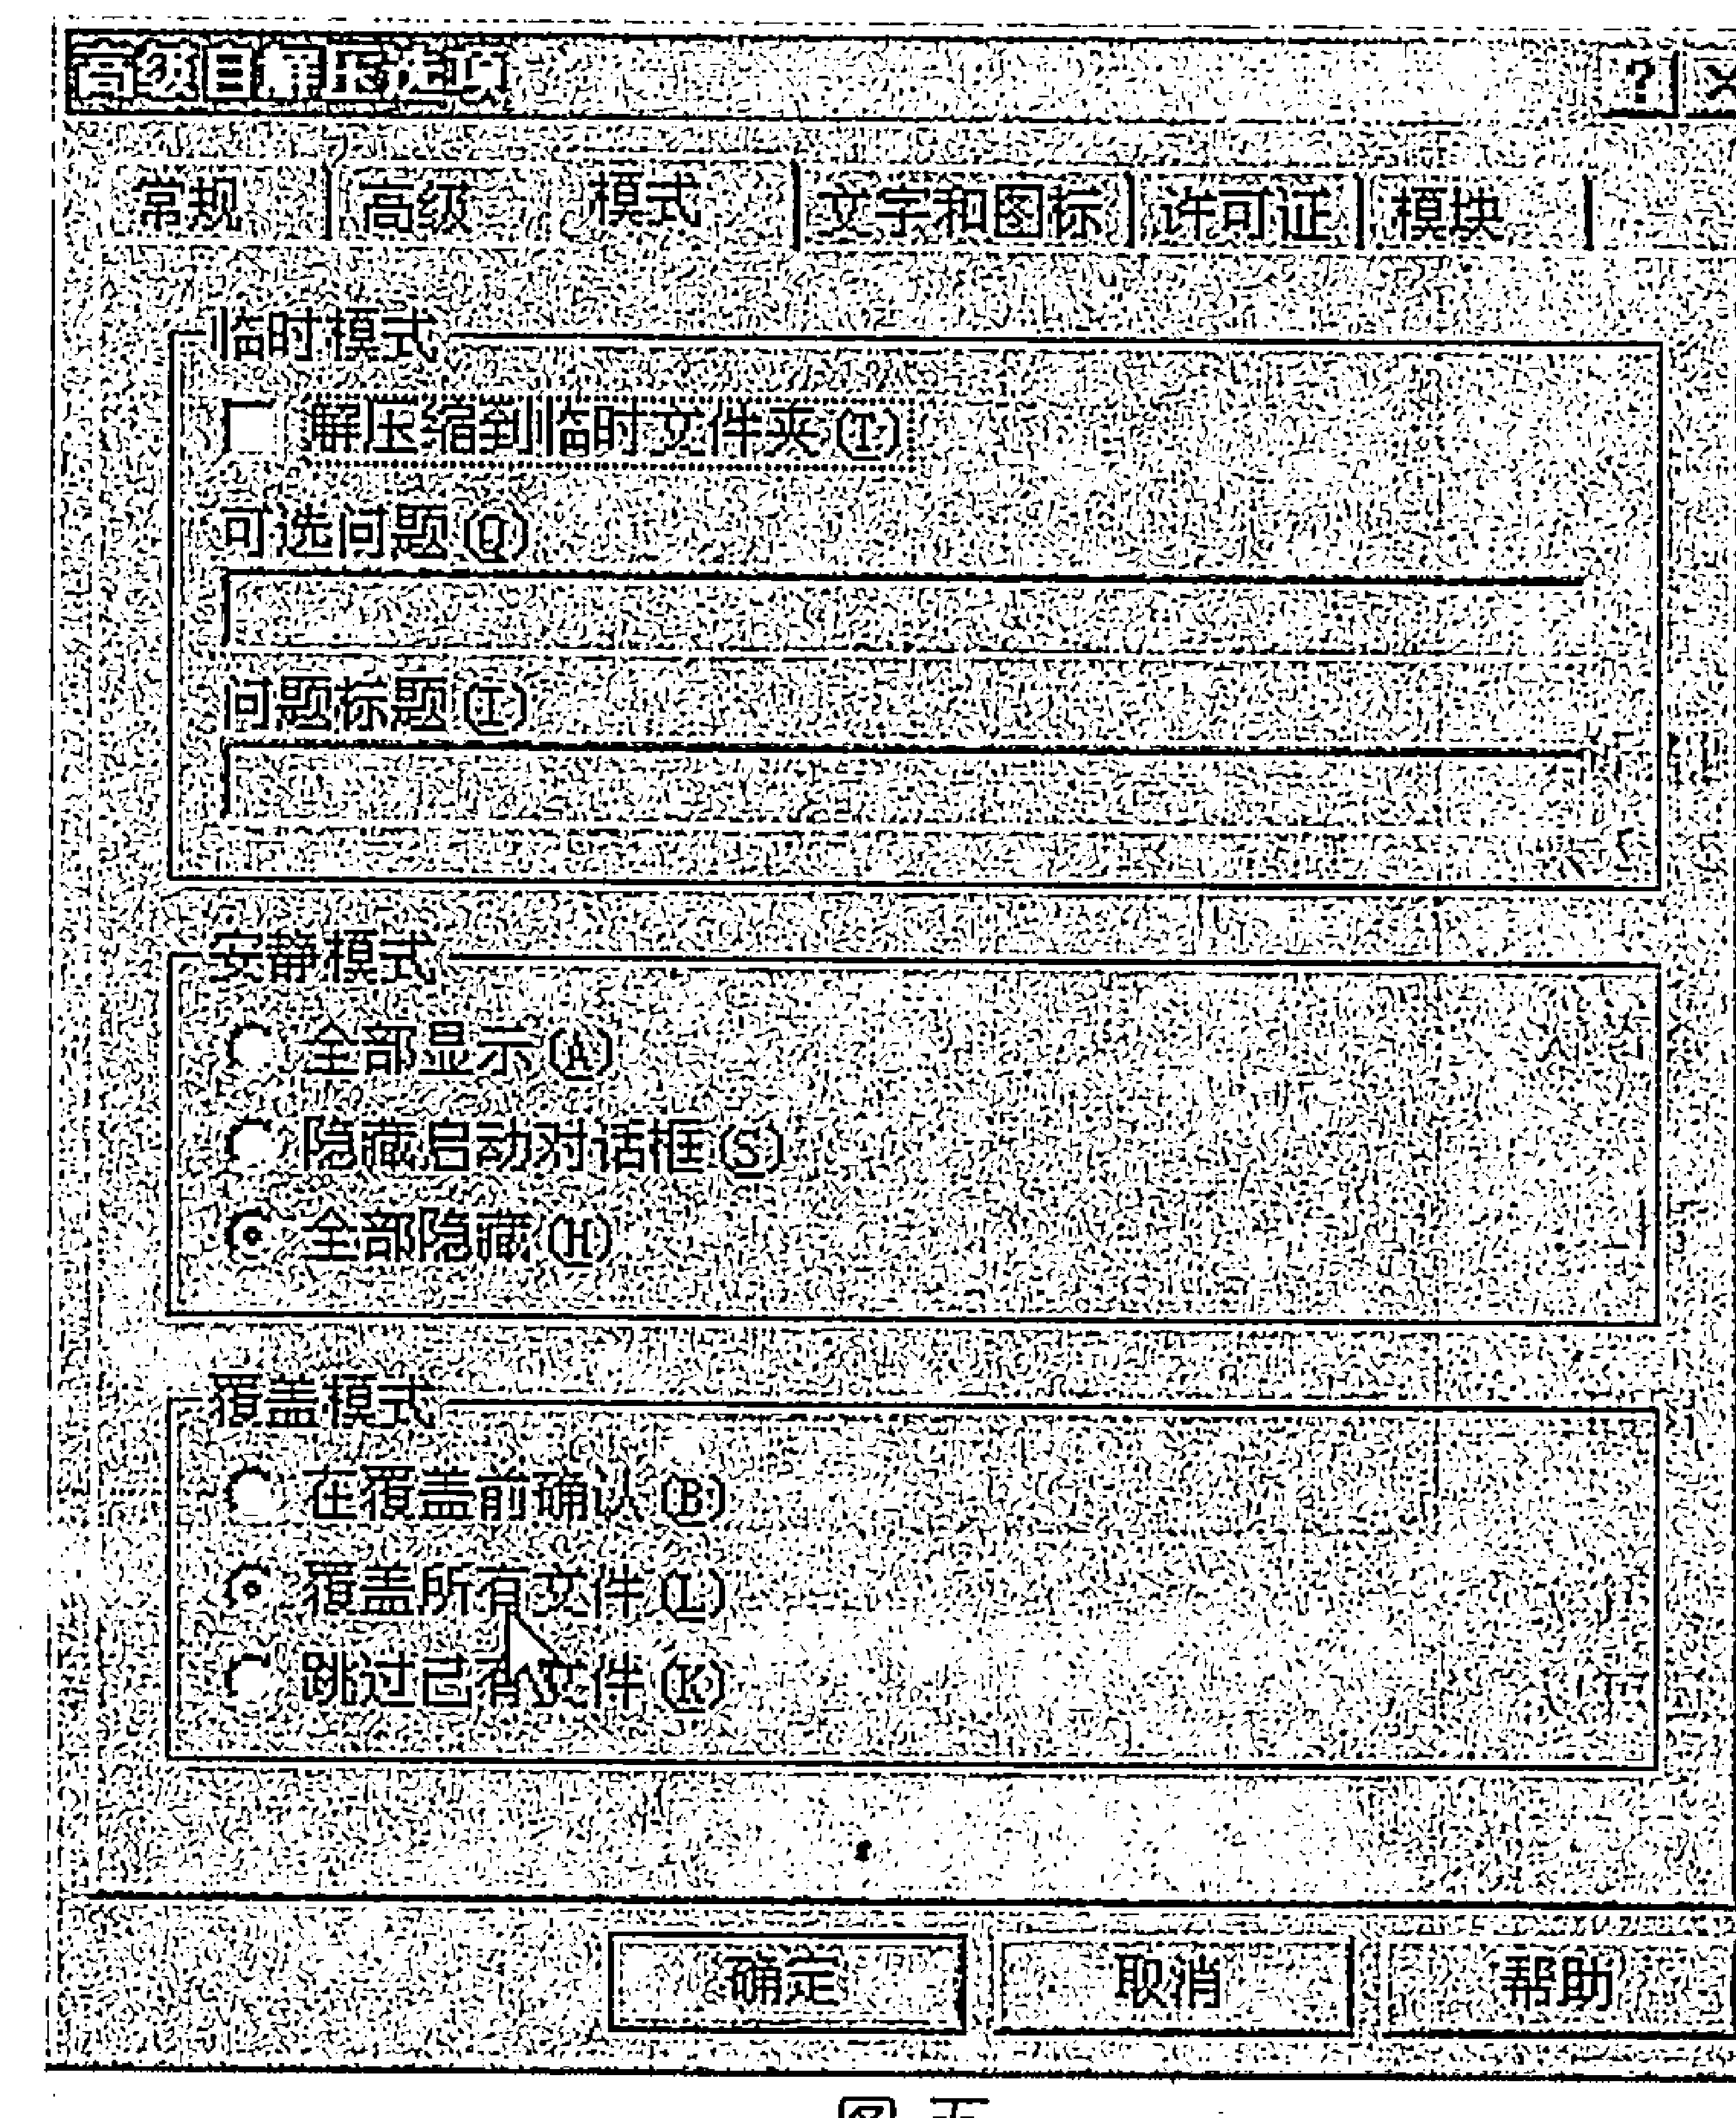 高级自解压选项
常规 高级 模式 文字和图标 许可证 模块
临时模式
解压缩到临时文件夹(T)
可选问题(Q)
问题标题(I)
安静模式
全部显示(A)
隐藏启动对话框(S)
全部隐藏(H)
覆盖模式
在覆盖前确认(B)
覆盖所有文件(L)
跳过已有文件(K)
确定 取消 帮助
图